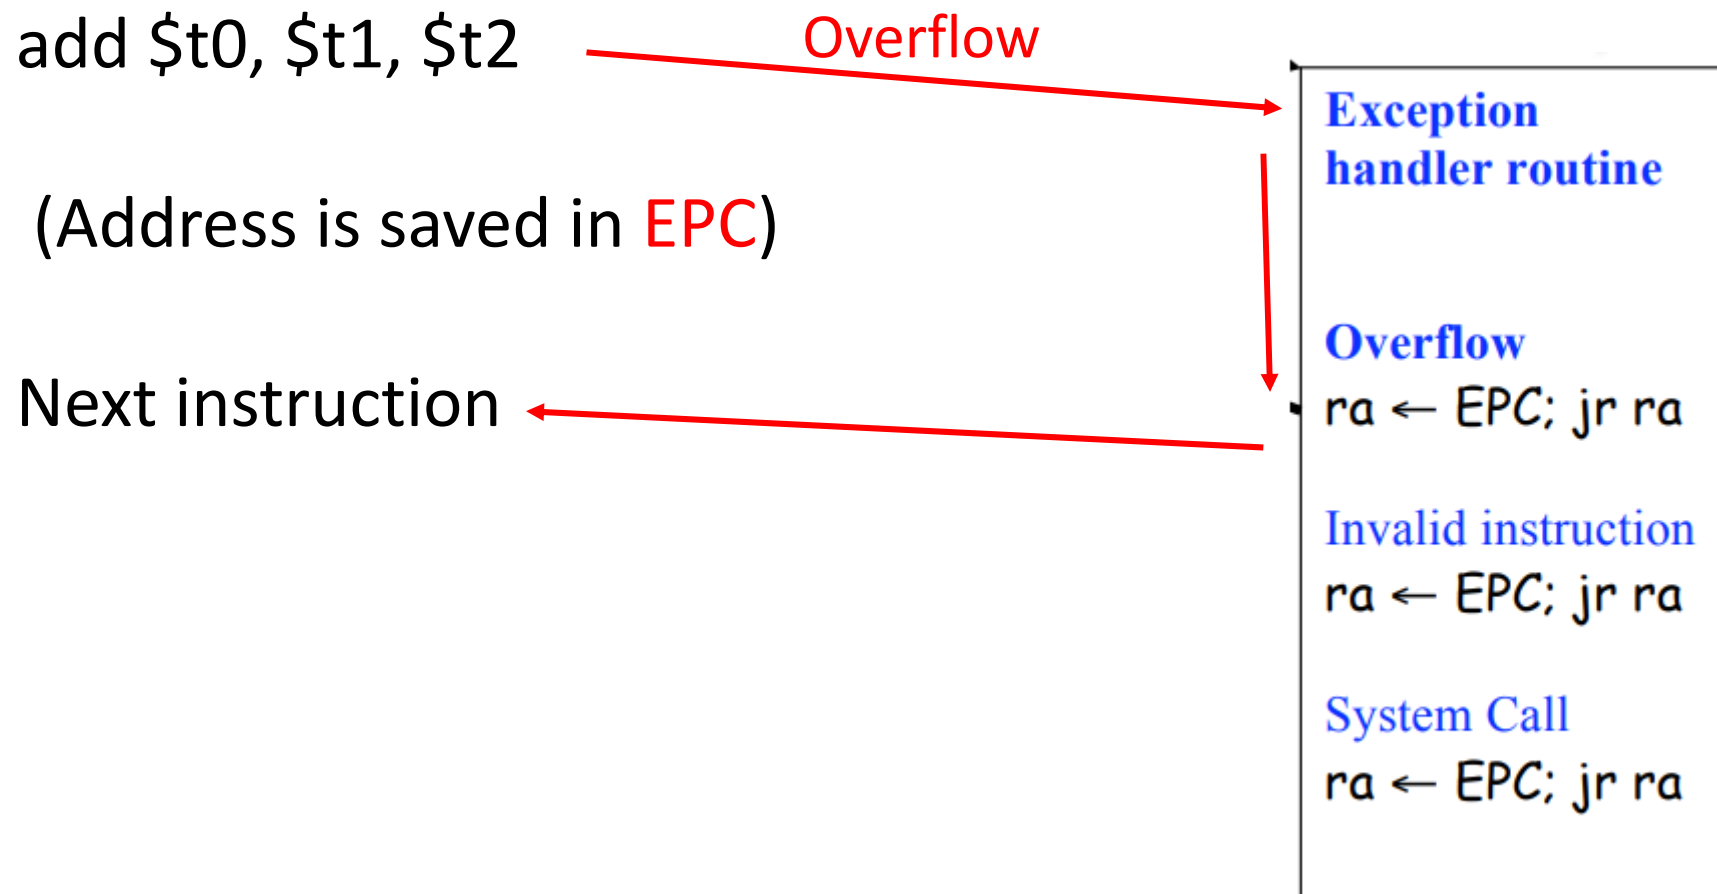 add $t0, $t1, $t2
Overflow
(Address is saved in EPC)
Next instruction
Exception
handler routine
Overflow
ra ← EPC; jr ra
Invalid instruction
ra ← EPC; jr ra
System Call
ra ← EPC; jr ra